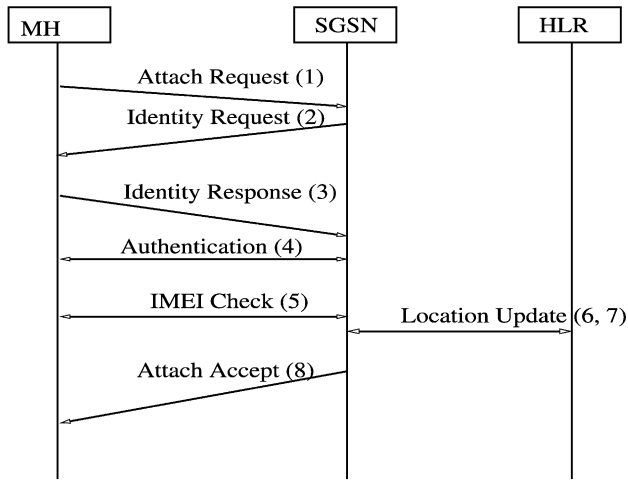 MH
SGSN
HLR
Attach Request (1)
Identity Request (2)
Identity Response (3)
Authentication (4)
IMEI Check (5)
Location Update (6, 7)
Attach Accept (8)